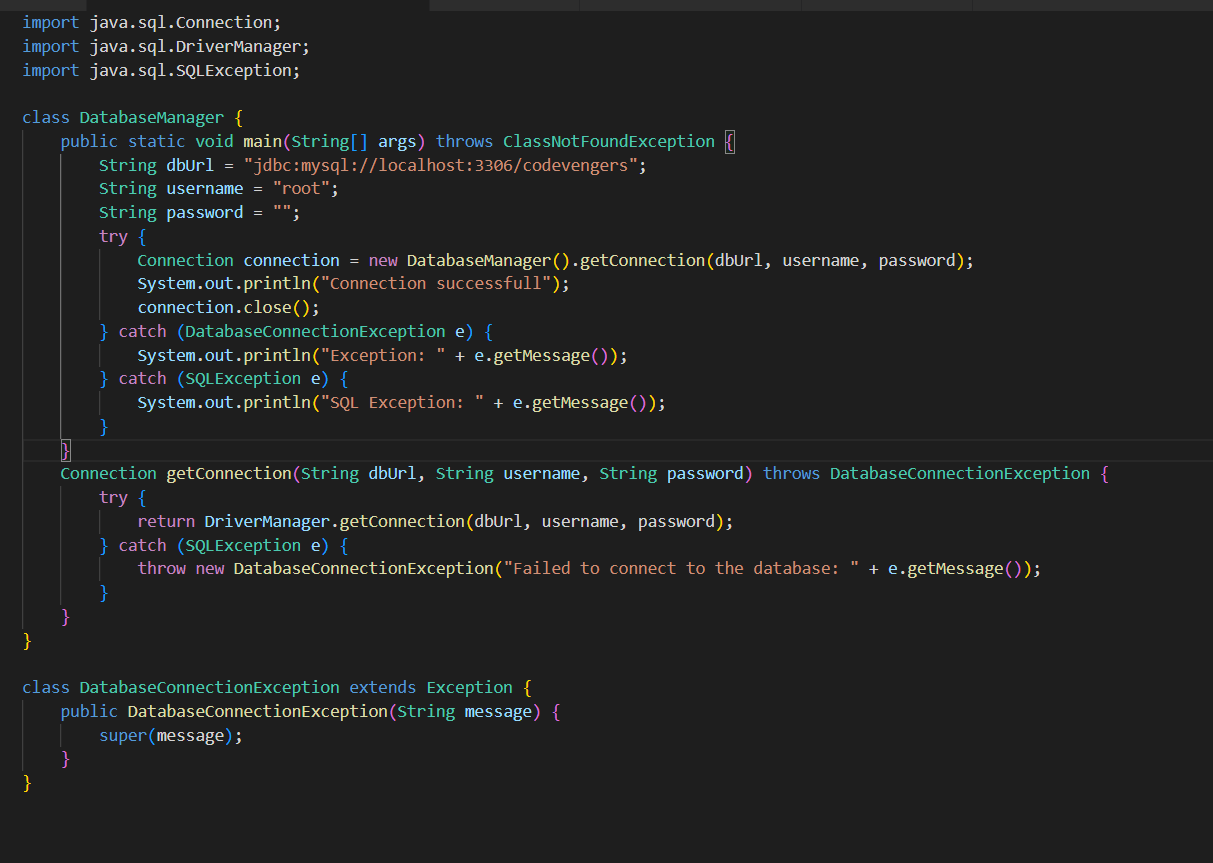 import java.sql.Connection;
import java.sql.DriverManager;
import java.sql.SQLException;

class DatabaseManager {
    public static void main(String[] args) throws ClassNotFoundException {
        String dbUrl = "jdbc:mysql://localhost:3306/codevengers";
        String username = "root";
        String password = "";
        try {
            Connection connection = new DatabaseManager().getConnection(dbUrl, username, password);
            System.out.println("Connection successfull");
            connection.close();
        } catch (DatabaseConnectionException e) {
            System.out.println("Exception: " + e.getMessage());
        } catch (SQLException e) {
            System.out.println("SQL Exception: " + e.getMessage());
        }
    }
    Connection getConnection(String dbUrl, String username, String password) throws DatabaseConnectionException {
        try {
            return DriverManager.getConnection(dbUrl, username, password);
        } catch (SQLException e) {
            throw new DatabaseConnectionException("Failed to connect to the database: " + e.getMessage());
        }
    }
}

class DatabaseConnectionException extends Exception {
    public DatabaseConnectionException(String message) {
        super(message);
    }
}